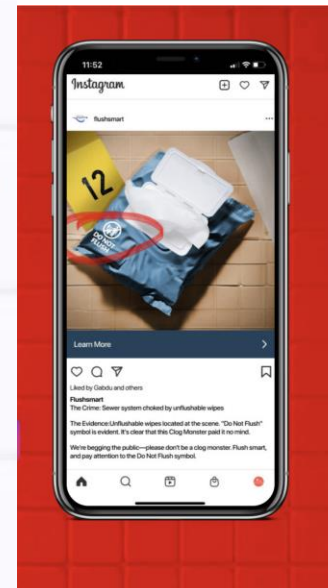 11:52
Instagram
flushsmart
12
DO NOT
FLUSH
Learn More
Liked by Gabdu and others
Flushsmart
The Crime: Sewer system choked by unflushable wipes
The Evidence:Unflushable wipes located at the scene. "Do Not Flush"
symbol is evident. It's clear that this Clog Monster paid it no mind.
We're begging the public—please don't be a clog monster. Flush smart,
and pay attention to the Do Not Flush symbol.